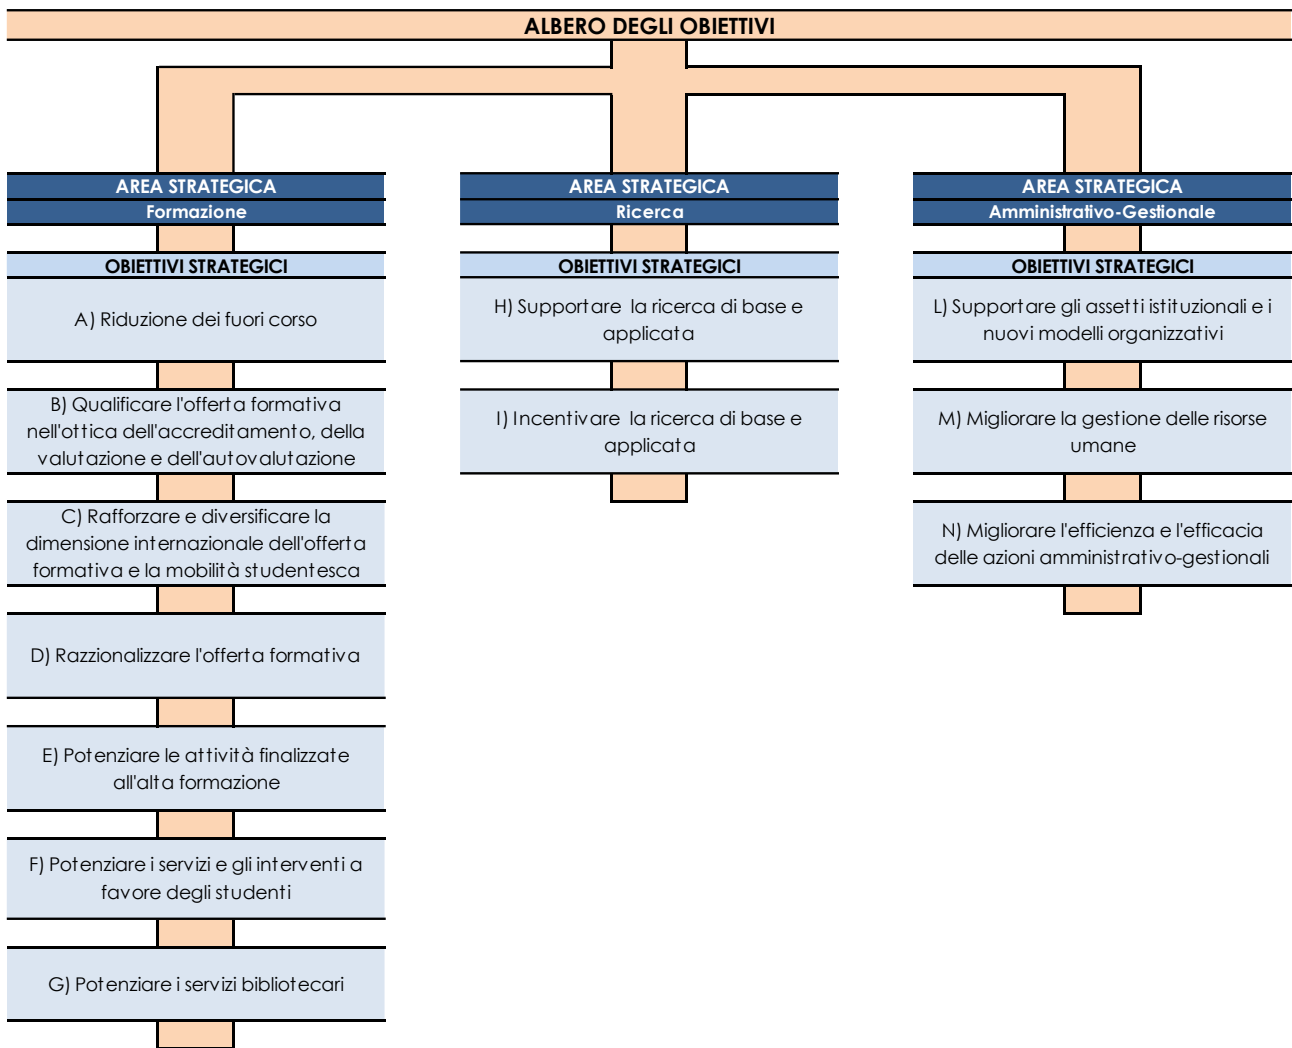 ALBERO DEGLI OBIETTIVI
AREA STRATEGICA
Formazione
OBIETTIVI STRATEGICI
A) Riduzione dei fuori corso
B) Qualificare l'offerta formativa
nell'ottica dell'accreditamento, della
valutazione e dell'autovalutazione
C) Rafforzare e diversificare la
dimensione internazionale dell'offerta
formativa e la mobilità studentesca
D) Razzionalizzare l'offerta formativa
E) Potenziare le attività finalizzate
all'alta formazione
F) Potenziare i servizi e gli interventi a
favore degli studenti
G) Potenziare i servizi bibliotecari
AREA STRATEGICA
Ricerca
OBIETTIVI STRATEGICI
H) Supportare la ricerca di base e
applicata
I) Incentivare la ricerca di base e
applicata
AREA STRATEGICA
Amministrativo-Gestionale
OBIETTIVI STRATEGICI
L) Supportare gli assetti istituzionali e i
nuovi modelli organizzativi
M) Migliorare la gestione delle risorse
umane
N) Migliorare l'efficienza e l'efficacia
delle azioni amministrativo-gestionali